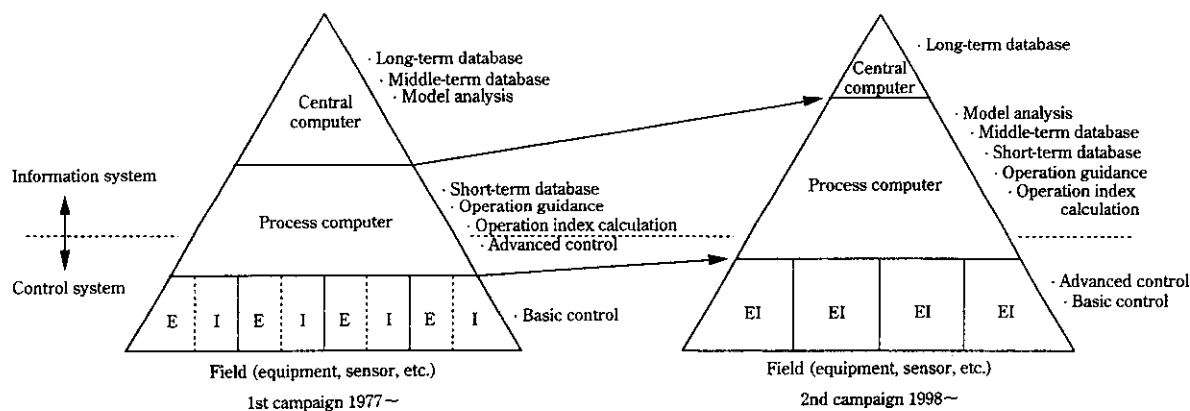 Information system
Control system
Central
computer
· Long-term database
· Middle-term database
· Model analysis
Process computer
· Short-term database
· Operation guidance
· Operation index calculation
· Advanced control
E I E I E I E I
· Basic control
Field (equipment, sensor, etc.)
1st campaign 1977~
Central
computer
· Long-term database
Process computer
· Model analysis
· Middle-term database
· Short-term database
· Operation guidance
· Operation index
calculation
EI EI EI EI
· Advanced control
· Basic control
Field (equipment, sensor, etc.)
2nd campaign 1998~